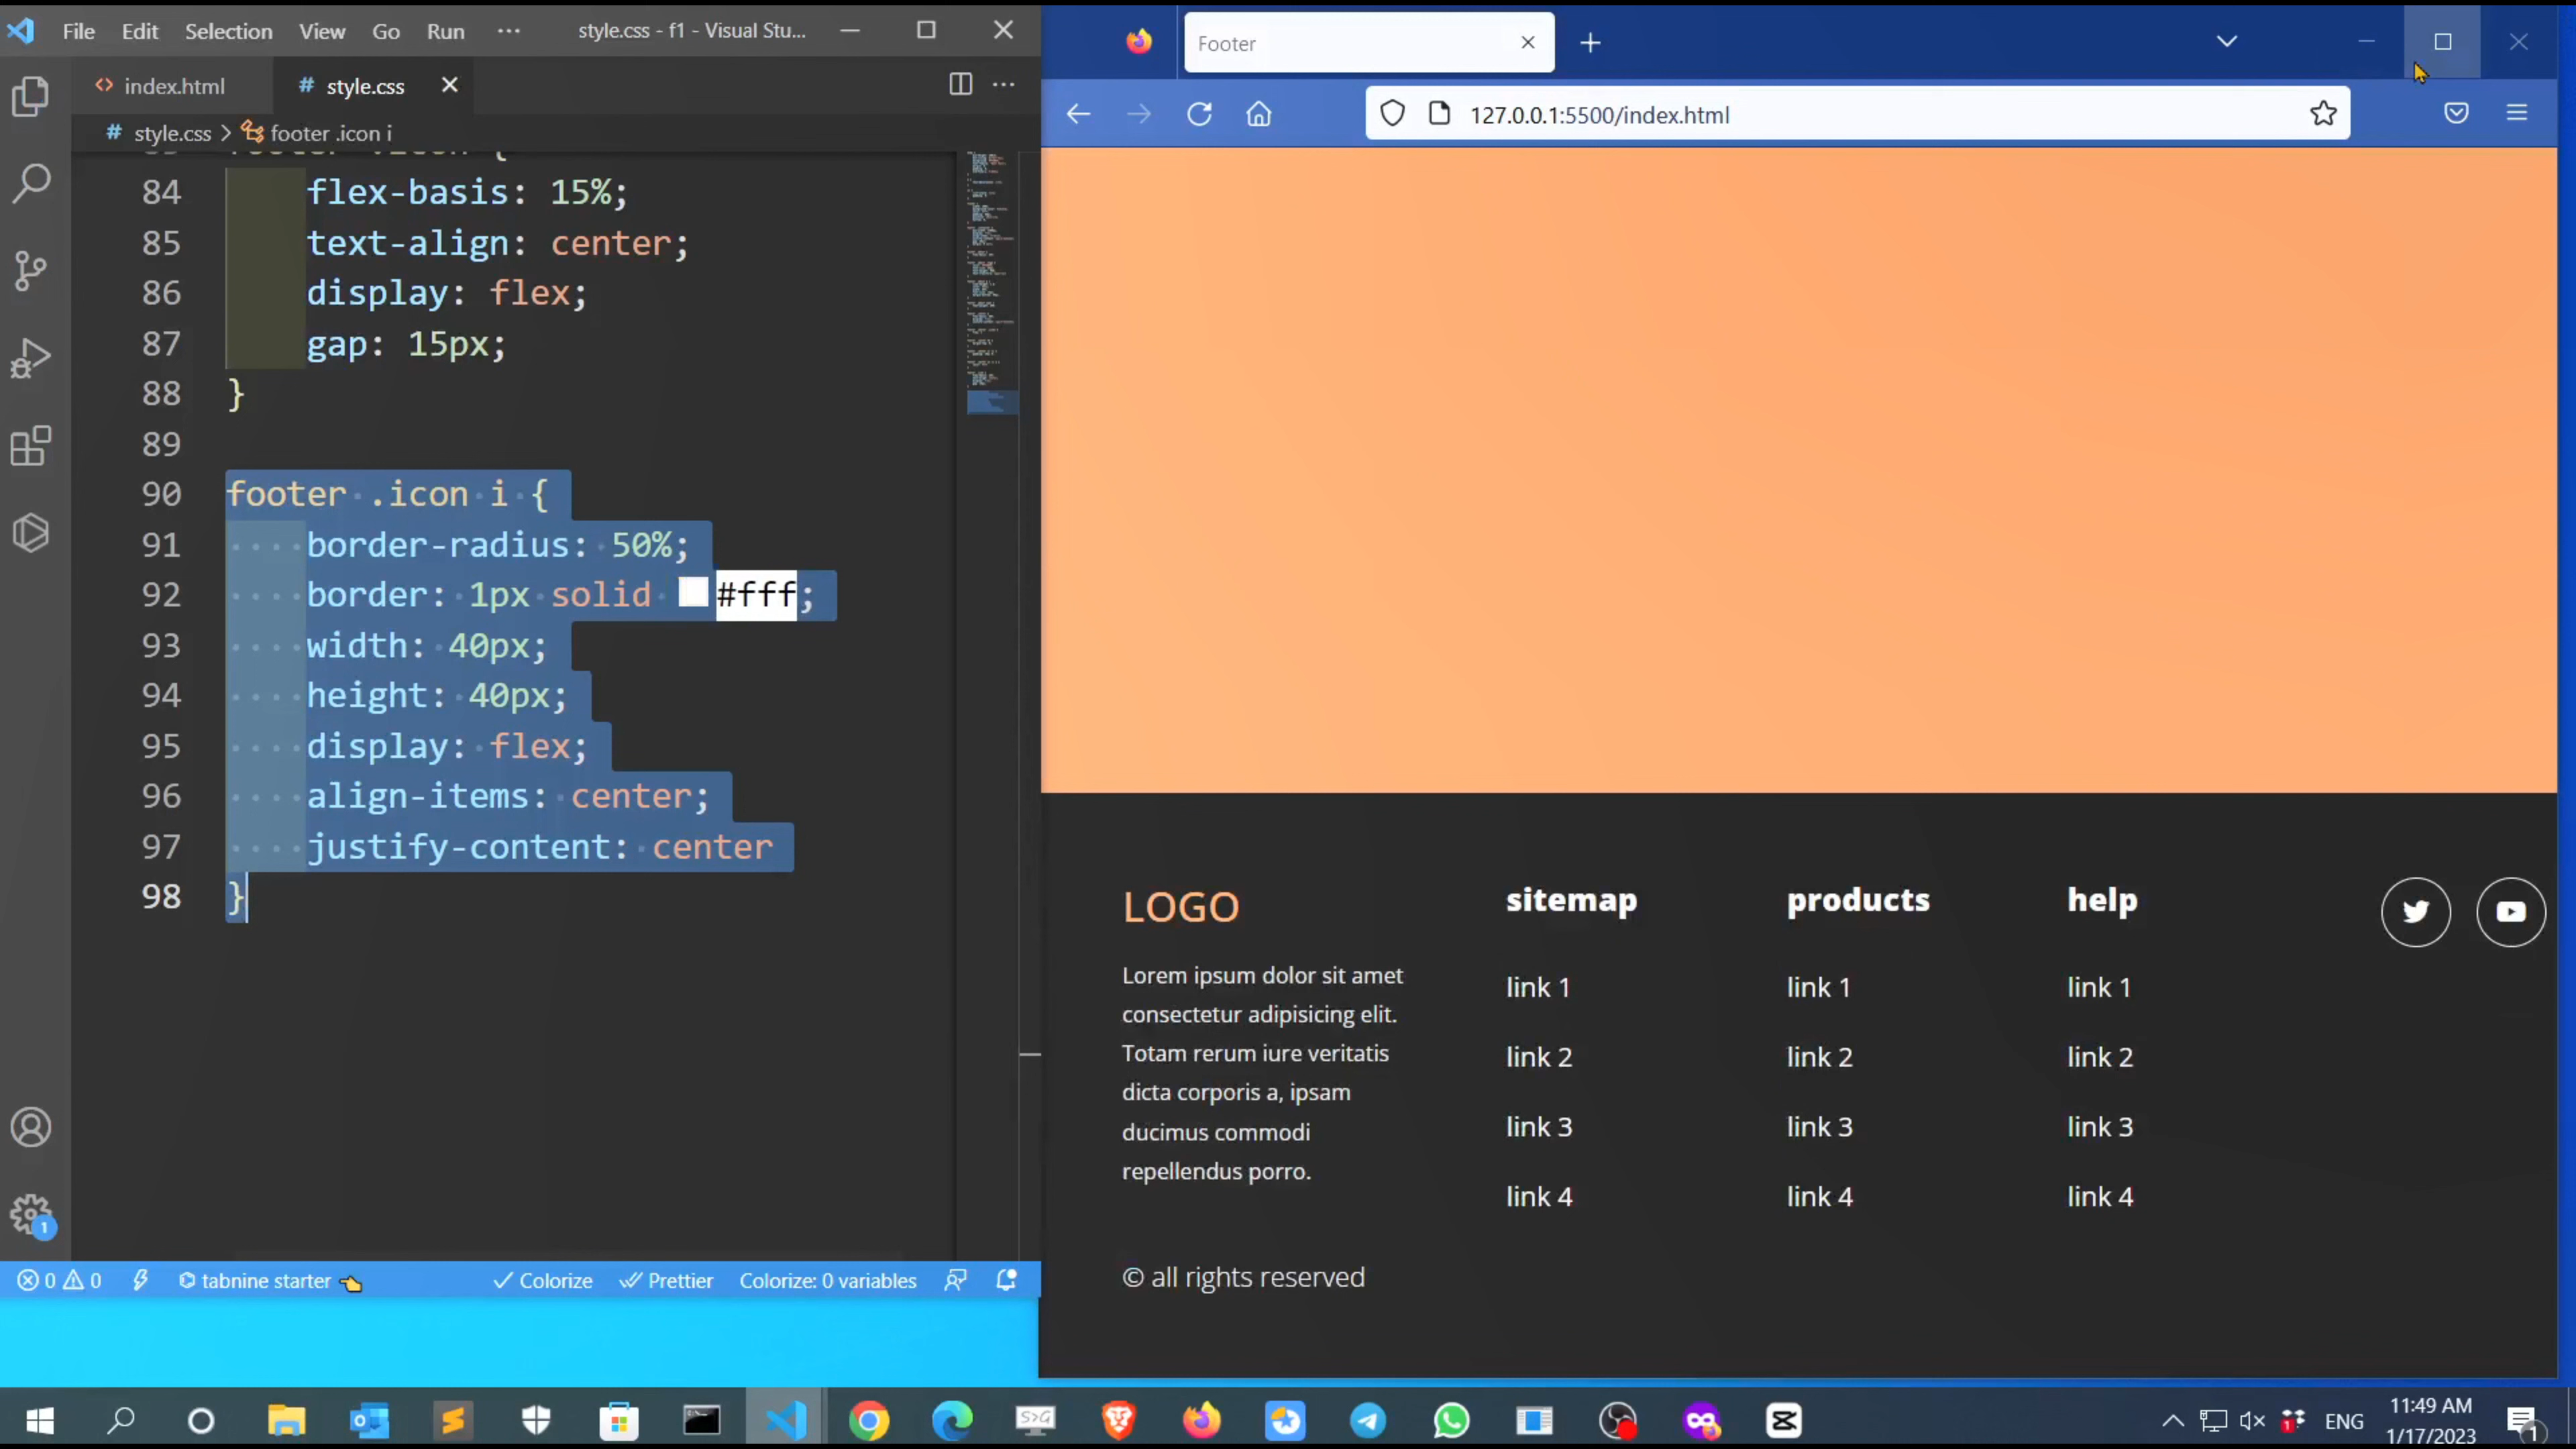 File Edit Selection View Go Run ··· style.css - f1 - Visual Stu...
index.html # style.css
# style.css > footer .icon i
84 flex-basis: 15%;
85 text-align: center;
86 display: flex;
87 gap: 15px;
88 }
89
90 footer .icon i {
91 border-radius: 50%;
92 border: 1px solid #fff;
93 width: 40px;
94 height: 40px;
95 display: flex;
96 align-items: center;
97 justify-content: center
98 }
1
0 0 tabnine starter Colorize Prettier Colorize: 0 variables
Footer
127.0.0.1:5500/index.html
LOGO
Lorem ipsum dolor sit amet
consectetur adipisicing elit.
Totam rerum iure veritatis
dicta corporis a, ipsam
ducimus commodi
repellendus porro.
sitemap
link 1
link 2
link 3
link 4
products
link 1
link 2
link 3
link 4
help
link 1
link 2
link 3
link 4
© all rights reserved
S>G
ENG
11:49 AM
1/17/2023
1